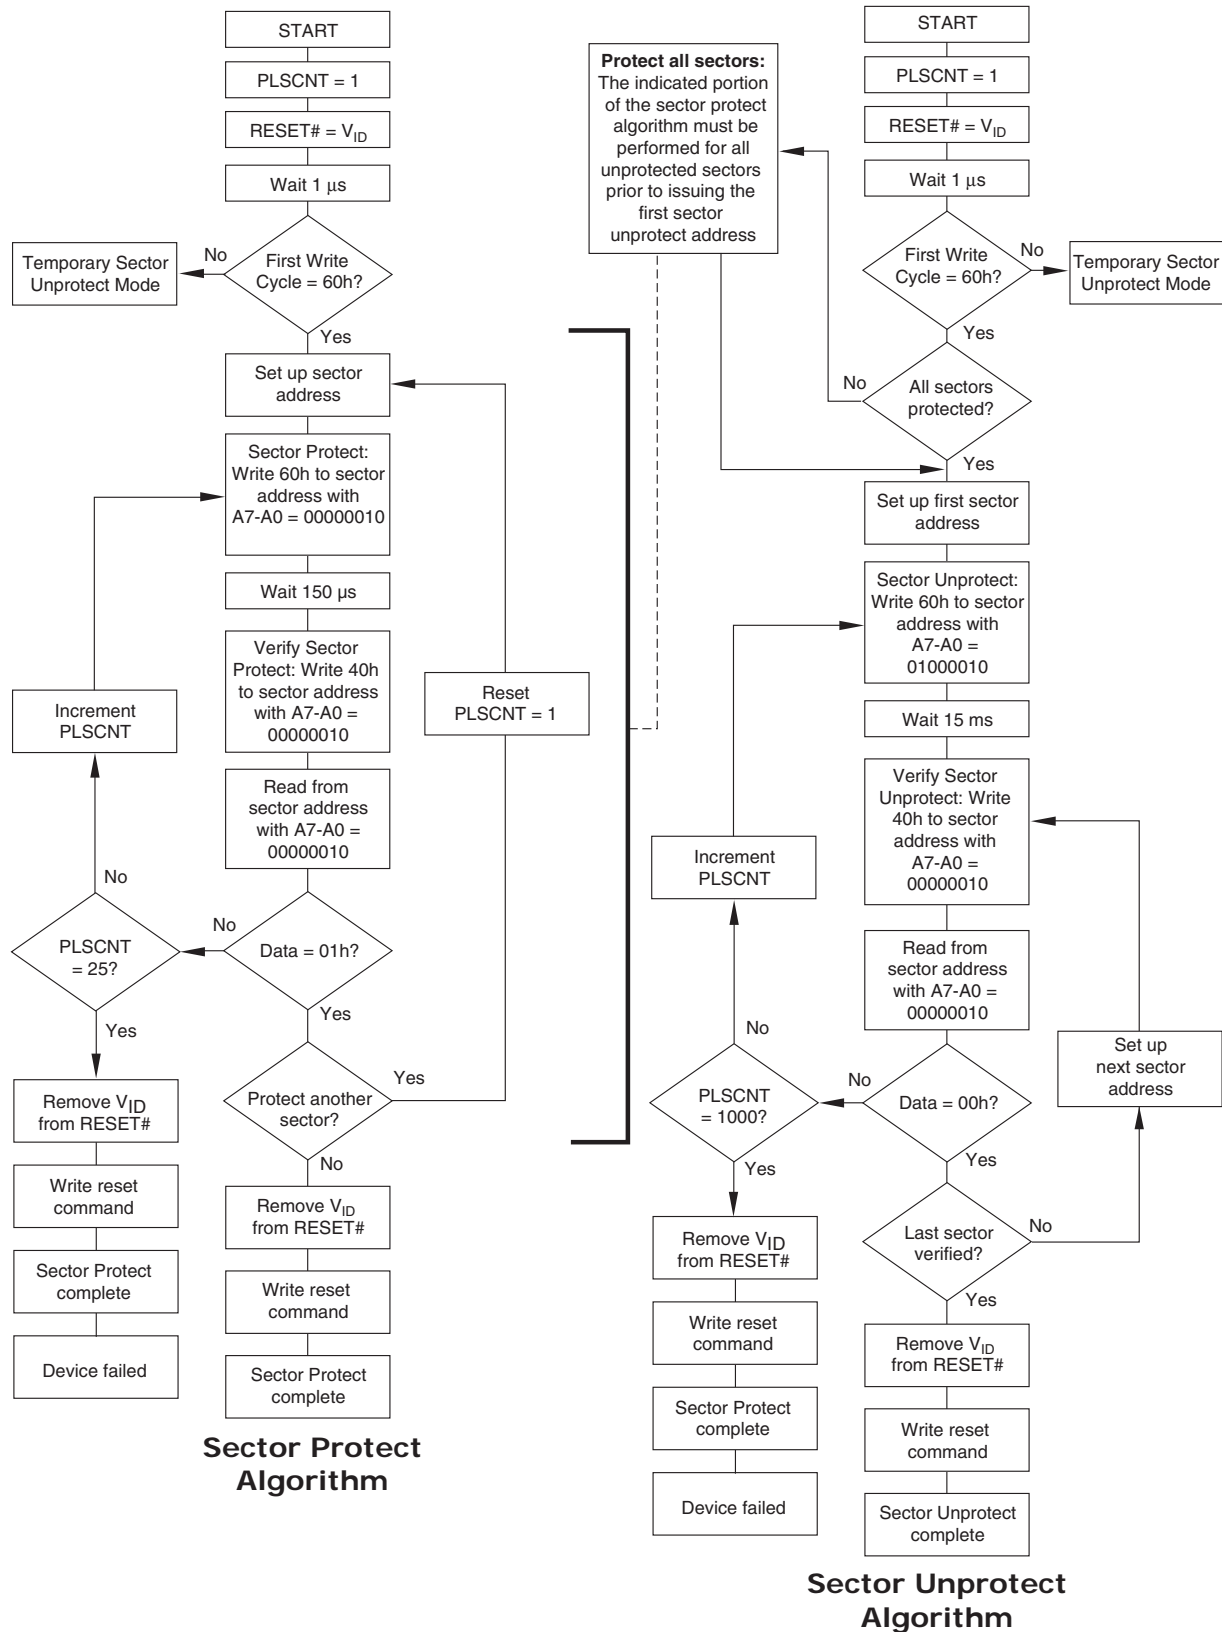 START
PLSCNT = 1
RESET# = VID
Wait 1 μs
First Write
Cycle = 60h?
No
Temporary Sector
Unprotect Mode
Yes
Set up sector
address
Sector Protect:
Write 60h to sector
address with
A7-A0 = 00000010
Wait 150 µs
Verify Sector
Protect: Write 40h
to sector address
with A7-A0 =
00000010
Reset
PLSCNT = 1
Increment
PLSCNT
Read from
sector address
with A7-A0 =
00000010
No
No
PLSCNT
= 25?
Data = 01h?
Yes
Yes
Remove VID
from RESET#
Protect another
sector?
Yes
No
Write reset
command
Remove VID
from RESET#
Sector Protect
complete
Write reset
command
Device failed
Sector Protect
complete
Sector Protect
Algorithm
Protect all sectors:
The indicated portion
of the sector protect
algorithm must be
performed for all
unprotected sectors
prior to issuing the
first sector
unprotect address
START
PLSCNT = 1
RESET# = VID
Wait 1 μs
First Write
Cycle = 60h?
No
Temporary Sector
Unprotect Mode
Yes
No
All sectors
protected?
Yes
Set up first sector
address
Sector Unprotect:
Write 60h to sector
address with
A7-A0 =
01000010
Wait 15 ms
Verify Sector
Unprotect: Write
40h to sector
address with
A7-A0 =
00000010
Increment
PLSCNT
Read from
sector address
with A7-A0 =
00000010
No
No
Set up
next sector
address
PLSCNT
= 1000?
Data = 00h?
Yes
Yes
Remove VID
from RESET#
Last sector
verified?
No
Yes
Write reset
command
Remove VID
from RESET#
Sector Protect
complete
Write reset
command
Device failed
Sector Unprotect
complete
Sector Unprotect
Algorithm